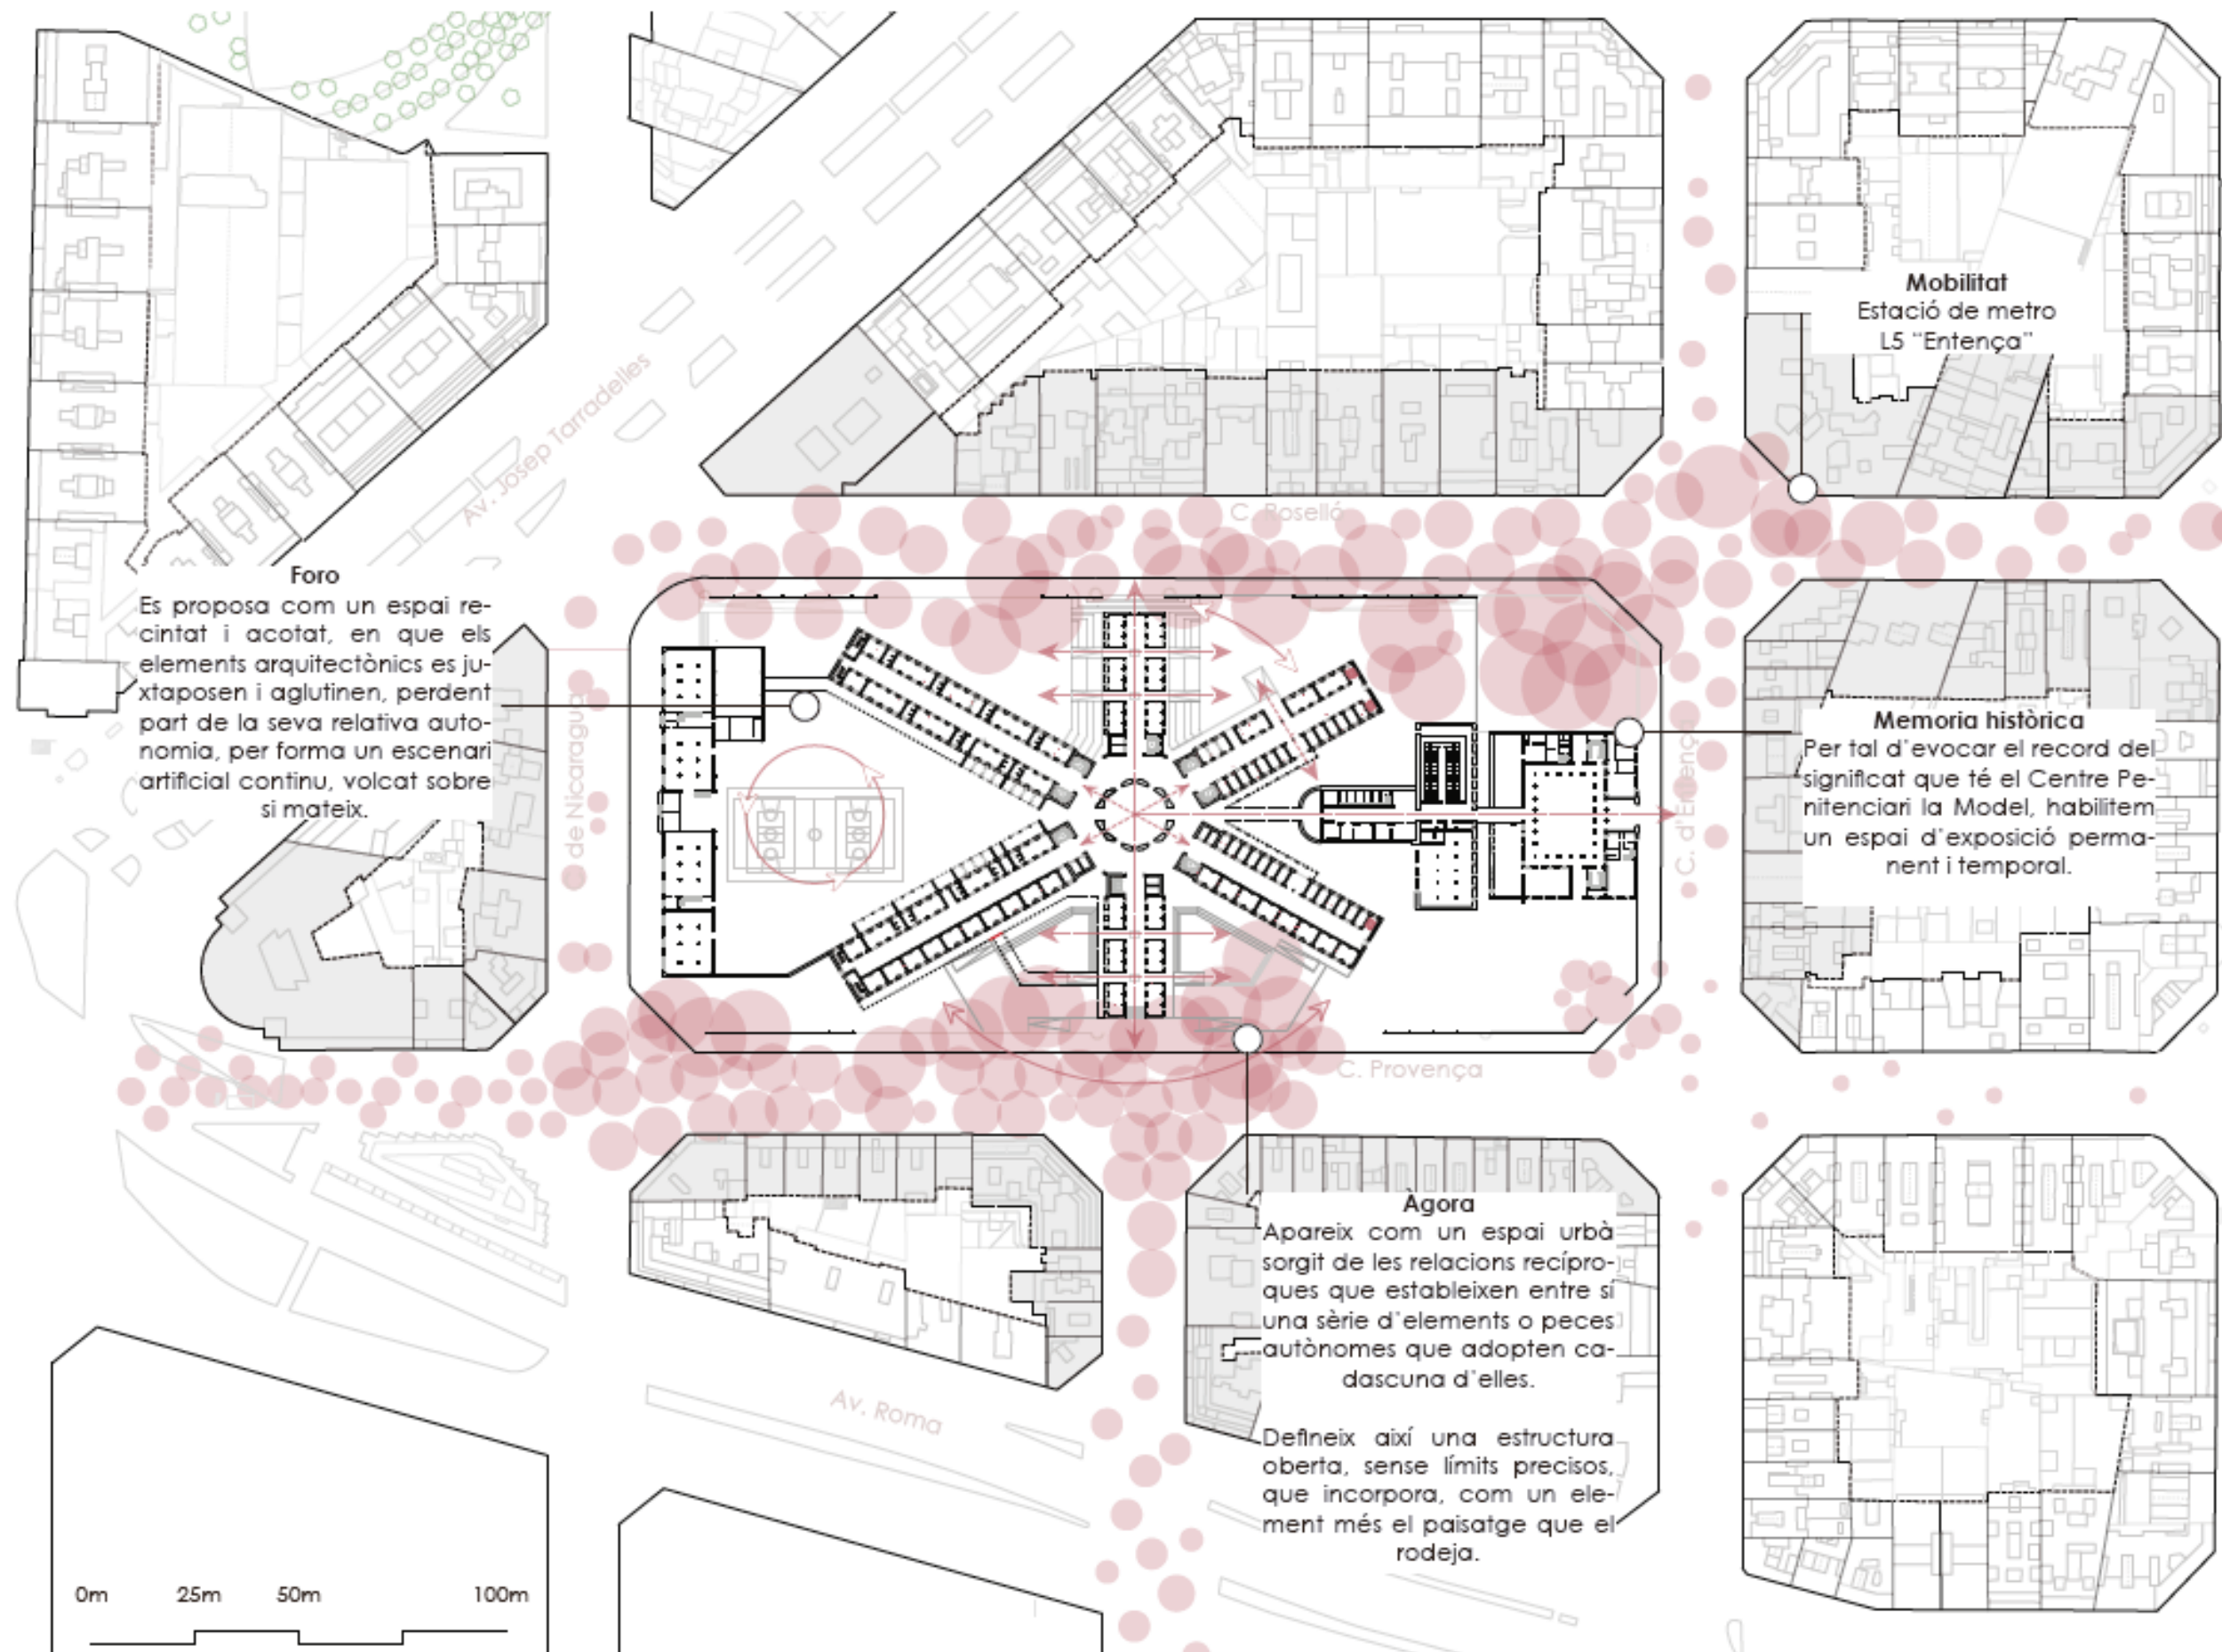 Mobilitat
Estació de metro
L5 "Entença"
Av. Josep Tarradelles
C. Roselló
Foro
Es proposa com un espai re-
cintat i acotat, en que els
elements arquitectònics es ju-
xtaposen i aglutinen, perdent
part de la seva relativa auto-
nomia, per forma un escenari
artificial continu, volcat sobre
si mateix.
de Nicaragua
C. d'Entença
Memoria històrica
Per tal d'evocar el record del
significat que té el Centre Pe-
nitenciari la Model, habilitem
un espai d'exposició perma-
nent i temporal.
C. Provença
Àgora
Apareix com un espai urbà
sorgit de les relacions recípro-
ques que estableixen entre si
una sèrie d'elements o peces
autònomes que adopten ca-
dascuna d'elles.
Defineix així una estructura
oberta, sense límits precisos,
que incorpora, com un ele-
ment més el paisatge que el
rodeja.
Av. Roma
0m 25m 50m 100m